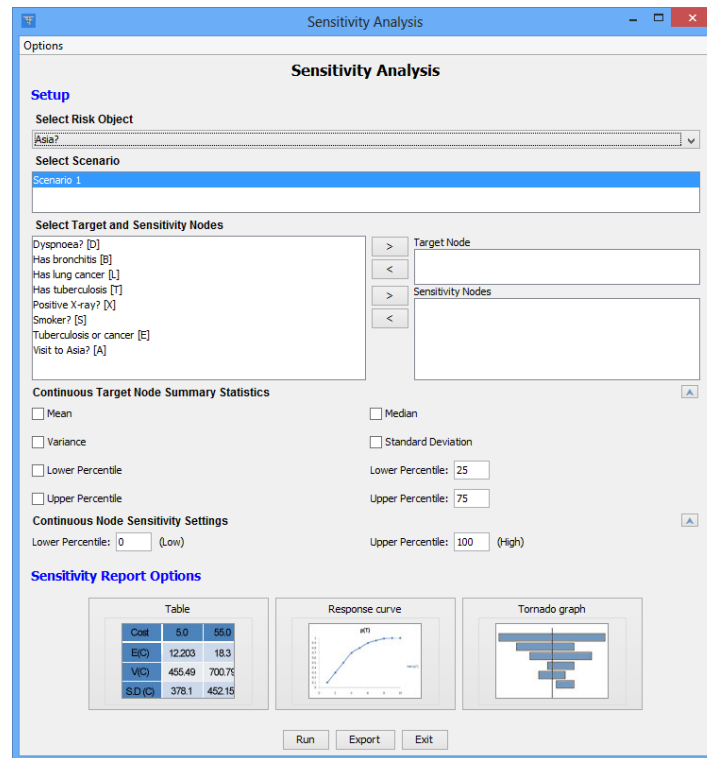 Sensitivity Analysis
Options
Sensitivity Analysis
Setup
Select Risk Object
Asia?
Select Scenario
Scenario 1
Select Target and Sensitivity Nodes
Dyspnoea? [D]
Has bronchitis [B]
Has lung cancer [L]
Has tuberculosis [T]
Positive X-ray? [X]
Smoker? [S]
Tuberculosis or cancer [E]
Visit to Asia? [A]
>
<
>
<
Target Node
Sensitivity Nodes
Continuous Target Node Summary Statistics
Mean Median
Variance Standard Deviation
Lower Percentile Lower Percentile: 25
Upper Percentile Upper Percentile: 75
Continuous Node Sensitivity Settings
Lower Percentile: 0 (Low) Upper Percentile: 100 (High)
Sensitivity Report Options
Table Response curve Tornado graph
Cost 5.0 55.0
E(C) 12.203 18.3
V(C) 455.49 700.79
S.D (C) 378.1 452.15
p(T)
Run Export Exit